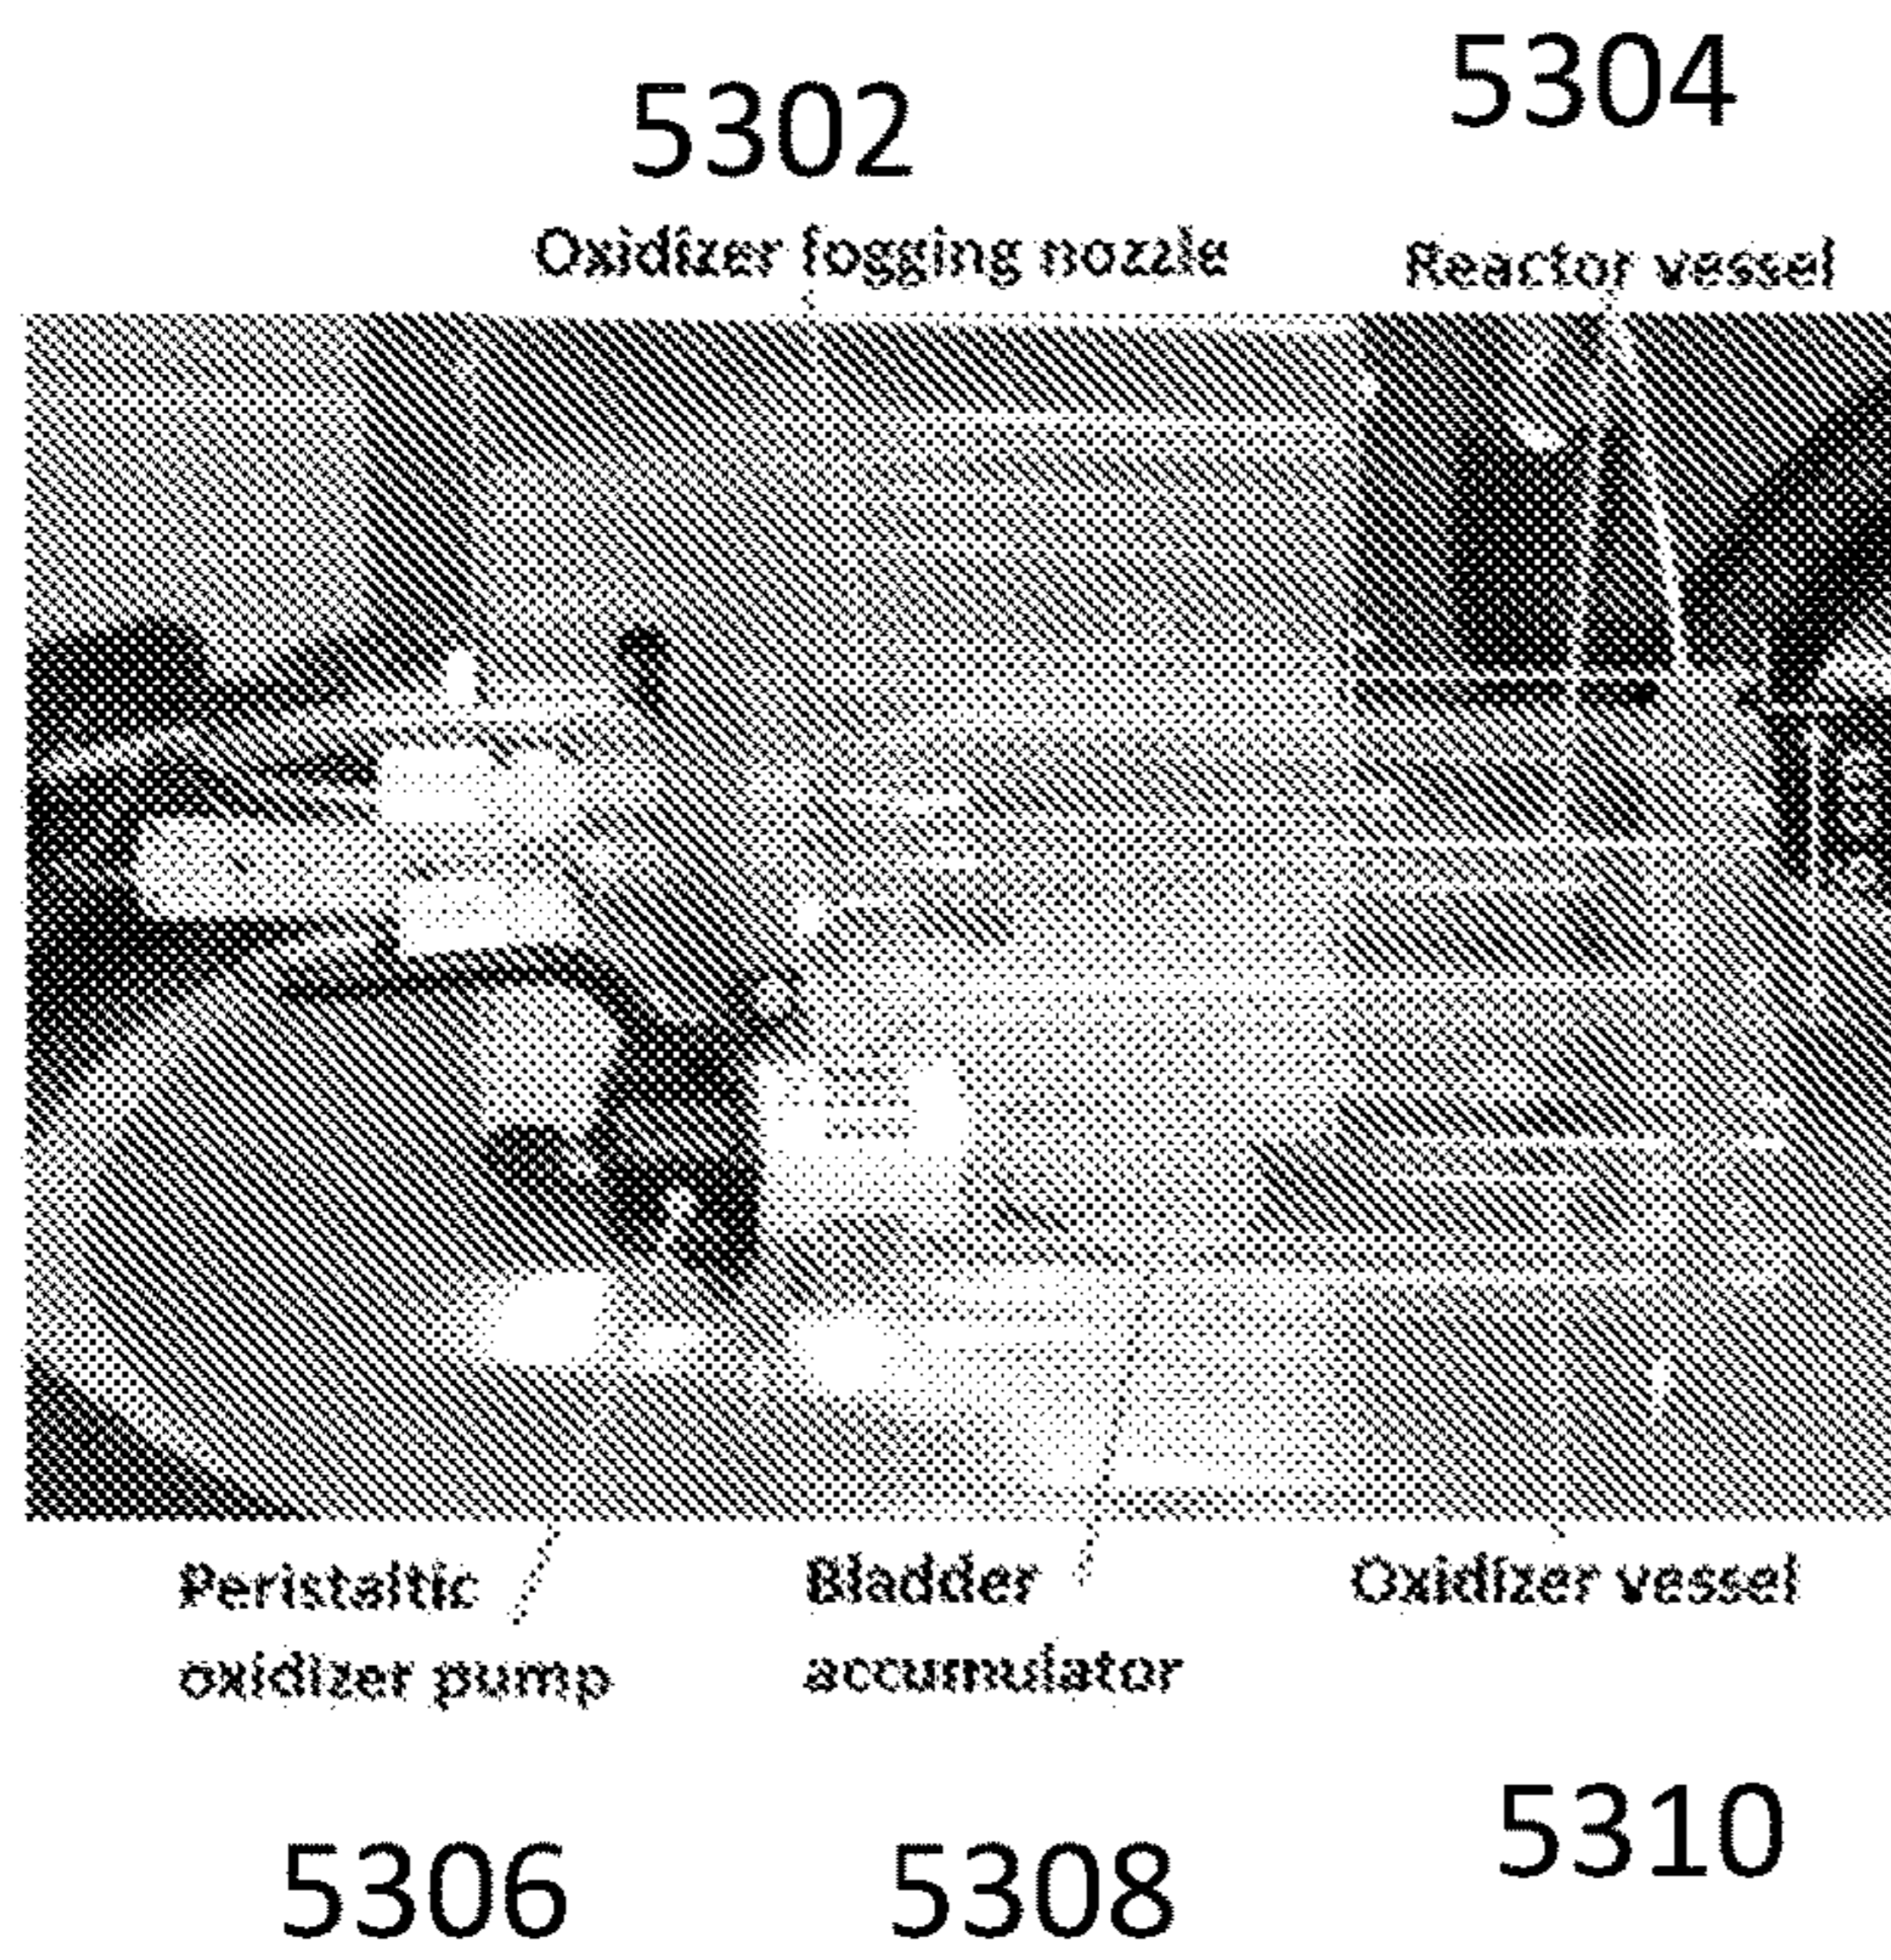 5302
5304
Oxidizer fogging nozzle
Reactor vessel
Peristaltic
oxidizer pump
Bladder
accumulator
Oxidizer vessel
5306
5308
5310